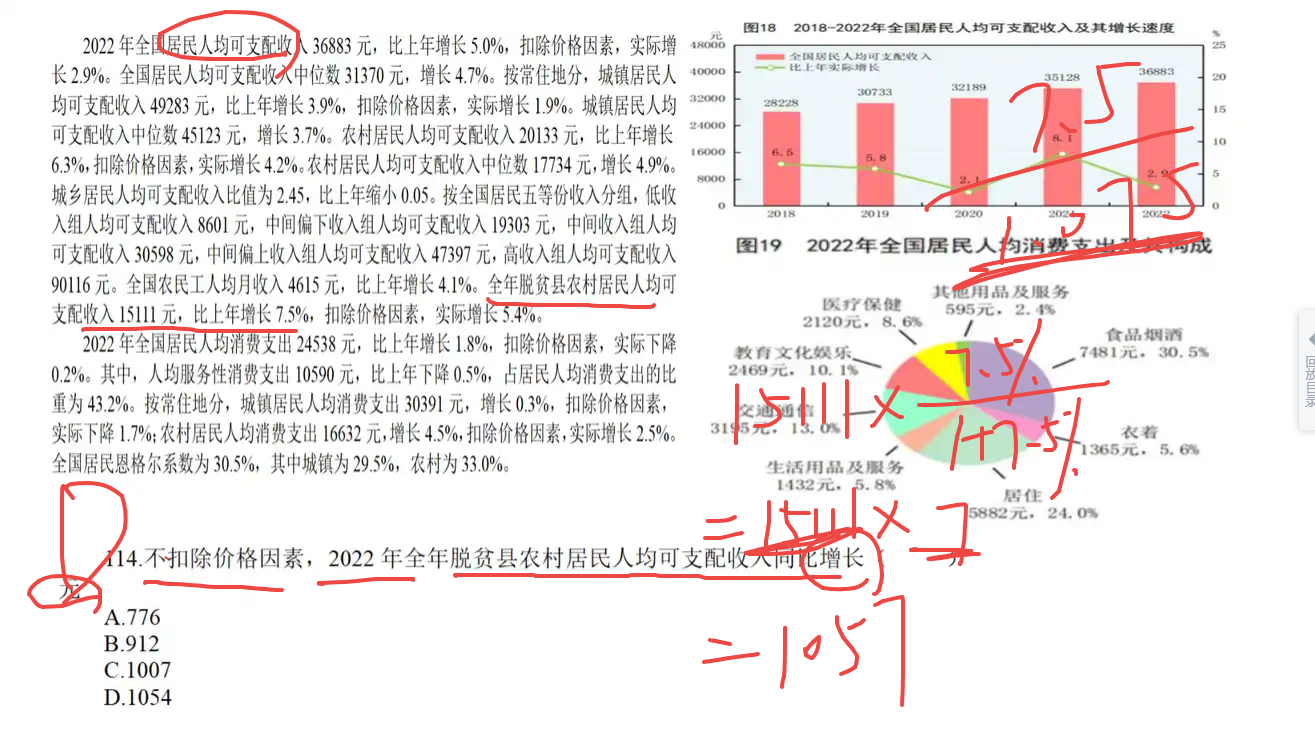 2022 年全国居民人均可支配收入 36883 元，比上年增长 5.0%，扣除价格因素，实际增
长 2.9%。全国居民人均可支配收入中位数 31370 元，增长 4.7%。按常住地分，城镇居民人
均可支配收入 49283 元，比上年增长 3.9%，扣除价格因素，实际增长 1.9%。城镇居民人均
可支配收入中位数 45123 元，增长 3.7%。农村居民人均可支配收入 20133 元，比上年增长
6.3%，扣除价格因素，实际增长 4.2%。农村居民人均可支配收入中位数 17734 元，增长 4.9%。
城乡居民人均可支配收入比值为 2.45，比上年缩小 0.05。按全国居民五等份收入分组，低收
入组人均可支配收入 8601 元，中间偏下收入组人均可支配收入 19303 元，中间收入组人均
可支配收入 30598 元，中间偏上收入组人均可支配收入 47397 元，高收入组人均可支配收入
90116 元。全国农民工人均月收入 4615 元，比上年增长 4.1%。全年脱贫县农村居民人均可
支配收入 15111 元，比上年增长 7.5%，扣除价格因素，实际增长 5.4%。
2022 年全国居民人均消费支出 24538 元，比上年增长 1.8%，扣除价格因素，实际下降
0.2%。其中，人均服务性消费支出 10590 元，比上年下降 0.5%，占居民人均消费支出的比
重为 43.2%。按常住地分，城镇居民人均消费支出 30391 元，增长 0.3%，扣除价格因素，
实际下降 1.7%；农村居民人均消费支出 16632 元，增长 4.5%，扣除价格因素，实际增长 2.5%。
全国居民恩格尔系数为 30.5%，其中城镇为 29.5%，农村为 33.0%。
图18 2018-2022年全国居民人均可支配收入及其增长速度
元 %
48000 25
40000 20
32000 15
24000 10
16000 5
8000 0
0
全国居民人均可支配收入
比上年实际增长
28228 30733 32189 35128 36883
6.5 5.8 2.1 8.1 2.9
2018 2019 2020 2021 2022
7.5
1.075
图19 2022年全国居民人均消费支出及其构成
其他用品及服务
595元，2.4%
医疗保健
2120元，8.6%
食品烟酒
7481元，30.5%
教育文化娱乐
2469元，10.1%
交通通信
3195元，13.0%
衣着
1365元，5.6%
生活用品及服务
1432元，5.8%
居住
5882元，24.0%
15111 × 7.5%
1+7.5%
=15111×7
=1057
114.不扣除价格因素，2022 年全年脱贫县农村居民人均可支配收入同比增长（
元
A.776
B.912
C.1007
D.1054
回放目录